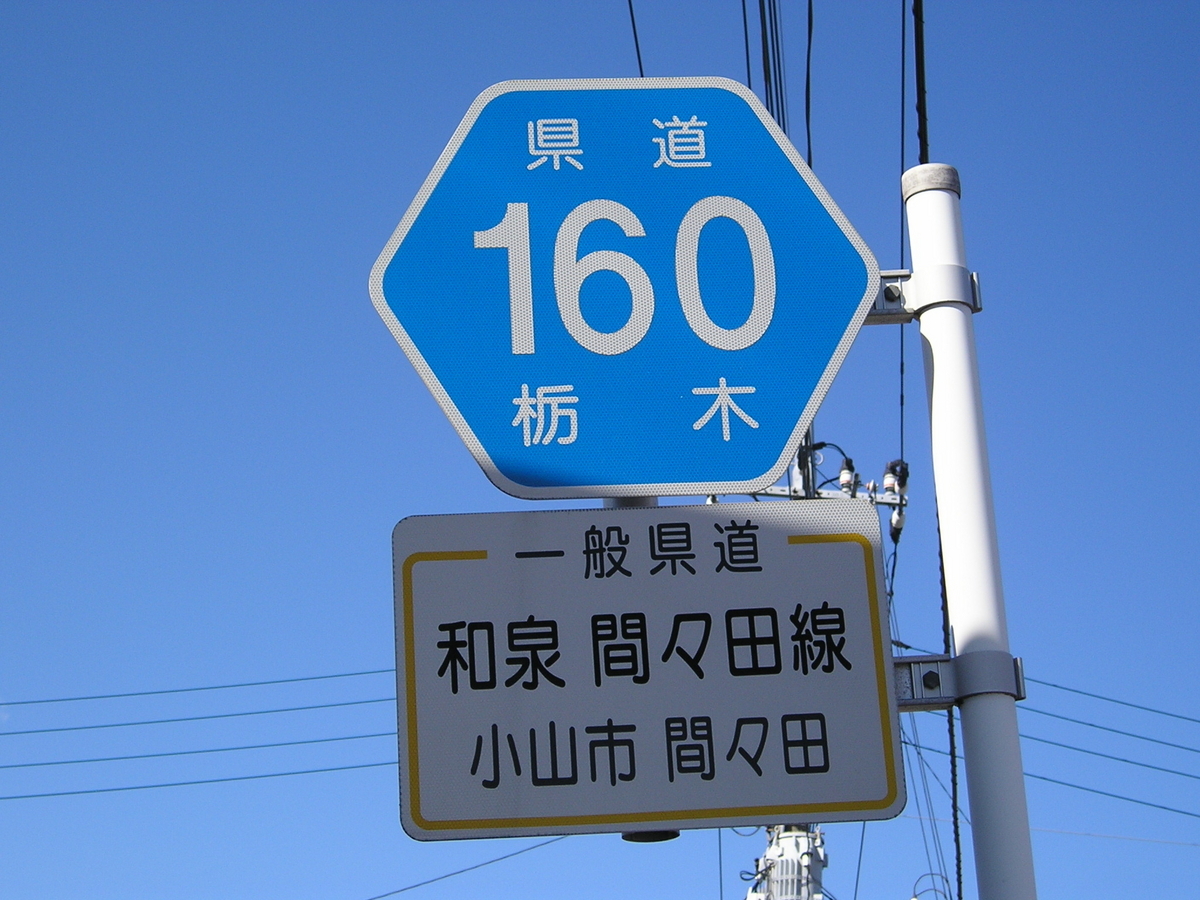 県道
160
栃木
一般県道
和泉 間々田線
小山市 間々田